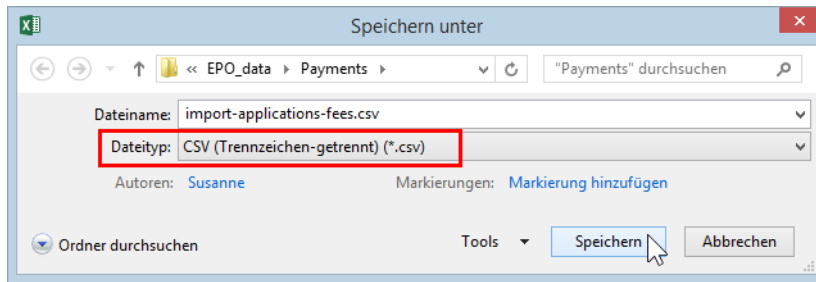 Speichern unter
« EPO_data Payments "Payments" durchsuchen
Dateiname: import-applications-fees.csv
Dateityp: CSV (Trennzeichen-getrennt) (*.csv)
Autoren: Susanne Markierungen: Markierung hinzufügen
Ordner durchsuchen Tools Speichern Abbrechen